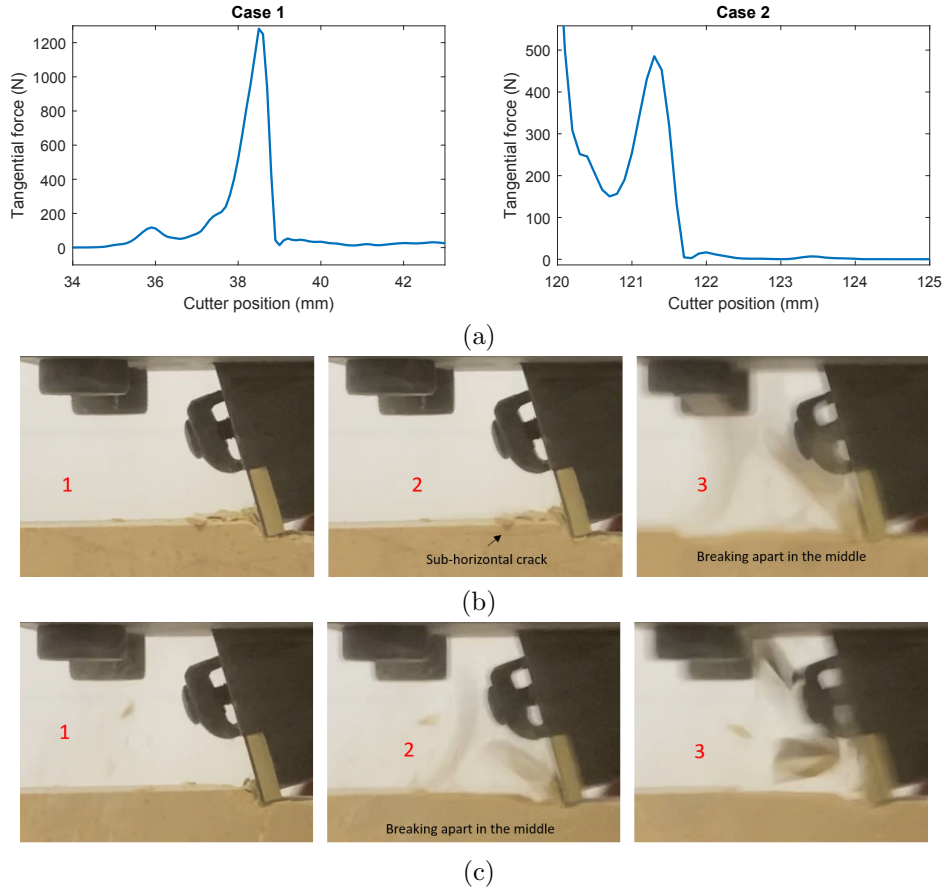 Case 1
Case 2
Tangential force (N)
1200
1000
800
600
400
200
0
34
36
38
40
42
Cutter position (mm)
Tangential force (N)
500
400
300
200
100
0
120
121
122
123
124
125
Cutter position (mm)
(a)
1
2
3
Sub-horizontal crack
Breaking apart in the middle
(b)
1
2
3
Breaking apart in the middle
(c)